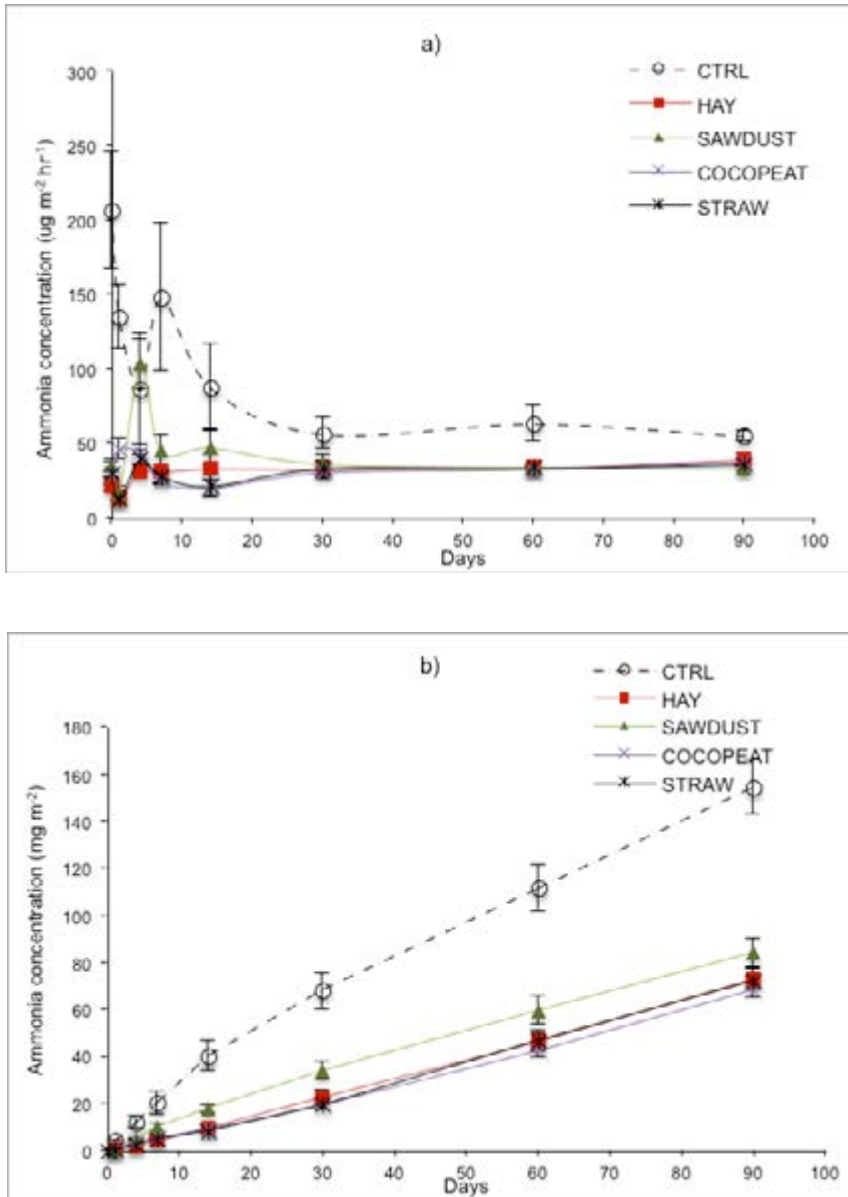 a)
CTRL
HAY
SAWDUST
COCOPEAT
STRAW
Ammonia concentration (ug m⁻² hr⁻¹)
300
250
200
150
100
50
0
0 10 20 30 40 50 60 70 80 90 100
Days
b)
CTRL
HAY
SAWDUST
COCOPEAT
STRAW
Ammonia concentration (mg m⁻²)
180
160
140
120
100
80
60
40
20
0
0 10 20 30 40 50 60 70 80 90 100
Days